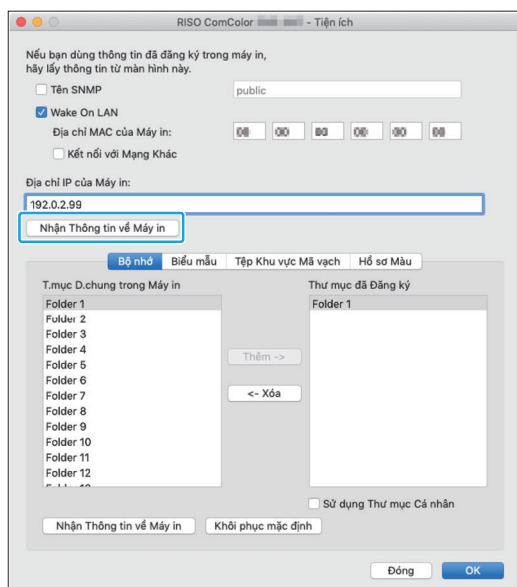 RISO ComColor - Tiện ích
Nếu bạn dùng thông tin đã đăng ký trong máy in,
hãy lấy thông tin từ màn hình này.
Tên SNMP
public
Wake On LAN
Địa chỉ MAC của Máy in:
Kết nối với Mạng Khác
Địa chỉ IP của Máy in:
192.0.2.99
Nhận Thông tin về Máy in
Bộ nhớ Biểu mẫu Tệp Khu vực Mã vạch Hồ sơ Màu
T.mục D.chung trong Máy in
Thư mục đã Đăng ký
Folder 1
Folder 2
Folder 3
Folder 4
Folder 5
Folder 6
Folder 7
Folder 8
Folder 9
Folder 10
Folder 11
Folder 12
Folder 1
Thêm ->
<- Xóa
Sử dụng Thư mục Cá nhân
Nhận Thông tin về Máy in
Khôi phục mặc định
Đóng
OK